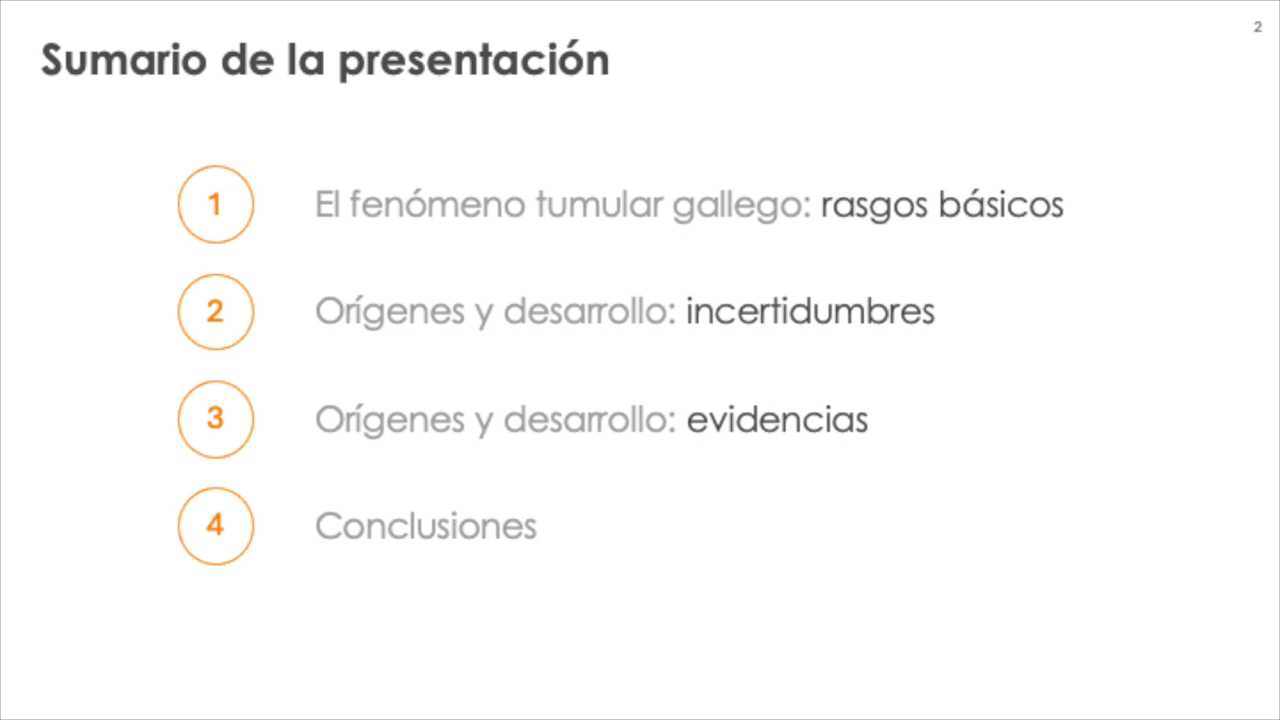 2
Sumario de la presentación
1 El fenómeno tumular gallego: rasgos básicos
2 Orígenes y desarrollo: incertidumbres
3 Orígenes y desarrollo: evidencias
4 Conclusiones